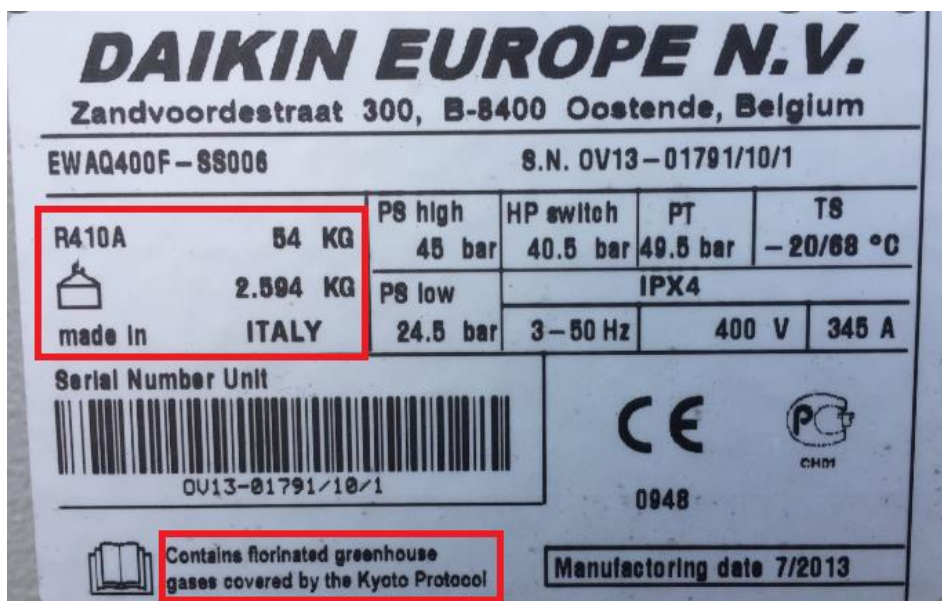 DAIKIN EUROPE N.V.
Zandvoordestraat 300, B-8400 Oostende, Belgium
EWAQ400F-SS006 S.N. OV13-01791/10/1
R410A 54 KG
2.594 KG
made in ITALY
PS high
45 bar
HP switch
40.5 bar
PT
49.5 bar
TS
-20/68 °C
PS low
24.5 bar
IPX4
3-50 Hz 400 V 345 A
Serial Number Unit
OV13-01791/10/1
CE
0948
PCT
CH01
Contains florinated greenhouse
gases covered by the Kyoto Protocol
Manufactoring date 7/2013